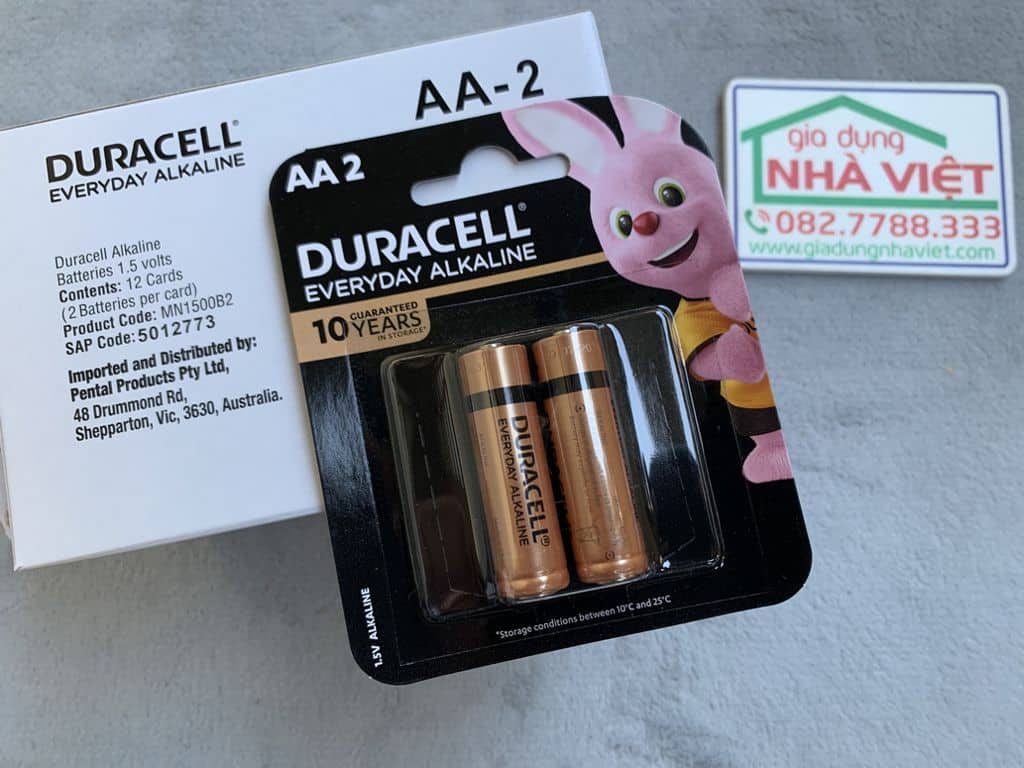 AA-2
DURACELL®
EVERYDAY ALKALINE
Duracell Alkaline
Batteries 1.5 volts
Contents: 12 Cards
(2 Batteries per card)
Product Code: MN1500B2
SAP Code: 5012773
Imported and Distributed by:
Pental Products Pty Ltd,
48 Drummond Rd,
Shepparton, Vic, 3630, Australia.
AA 2
DURACELL®
EVERYDAY ALKALINE
10 GUARANTEED
YEARS
IN STORAGE*
DURACELL®
EVERYDAY ALKALINE
*Storage conditions between 10°C and 25°C
1.5V ALKALINE
gia dụng
NHÀ VIỆT
082.7788.333
www.giadungnhaviet.com